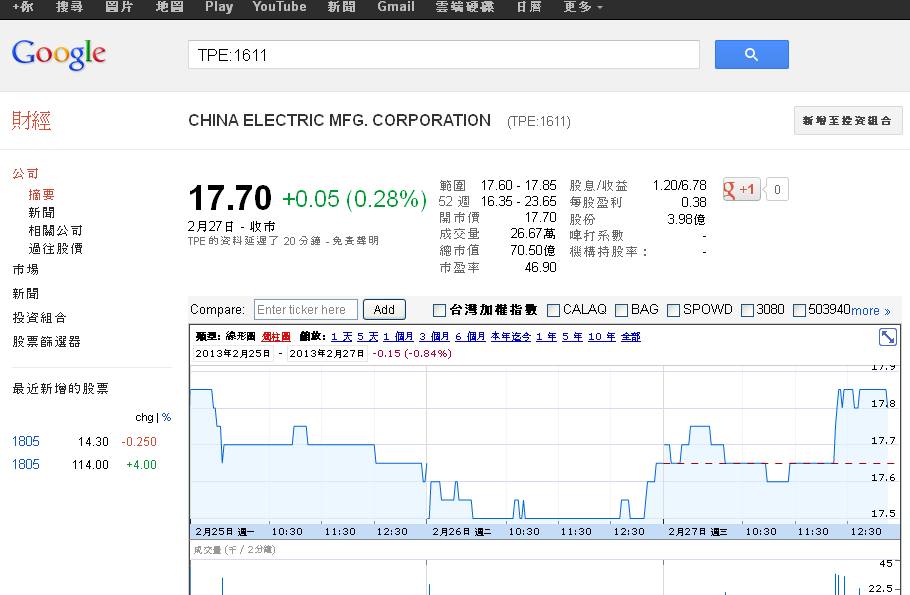 +你 搜尋 圖片 地圖 Play YouTube 新聞 Gmail 雲端硬碟 日曆 更多
Google
TPE:1611
財經
CHINA ELECTRIC MFG. CORPORATION (TPE:1611)
新增至投資組合
公司
摘要
新聞
相關公司
過往股價
市場
新聞
投資組合
股票篩選器
最近新增的股票
chg | %
1805 14.30 -0.250
1805 114.00 +4.00
17.70 +0.05 (0.28%)
2月27日 - 收市
TPE 的資料延遲了 20 分鐘 - 免責聲明
範圍 17.60 - 17.85
52 週 16.35 - 23.65
開市價 17.70
成交量 26.67萬
總市值 70.50億
市盈率 46.90
股息/收益 1.20/6.78
每股盈利 0.38
股份 3.98億
啤打系數 -
機構持股率： -
g +1 0
Compare: Enter ticker here Add 台灣加權指數 CALAQ BAG SPOWD 3080 503940 more »
類型: 線形圖 燭柱圖 縮放: 1 天 5 天 1 個月 3 個月 6 個月 本年迄今 1 年 5 年 10 年 全部
2013年2月25日 - 2013年2月27日 -0.15 (-0.84%)
17.9
17.8
17.7
17.6
17.5
2月25日 週一 10:30 11:30 12:30 2月26日 週二 10:30 11:30 12:30 2月27日 週三 10:30 11:30 12:30
成交量 (千 / 2分鐘)
45
22.5